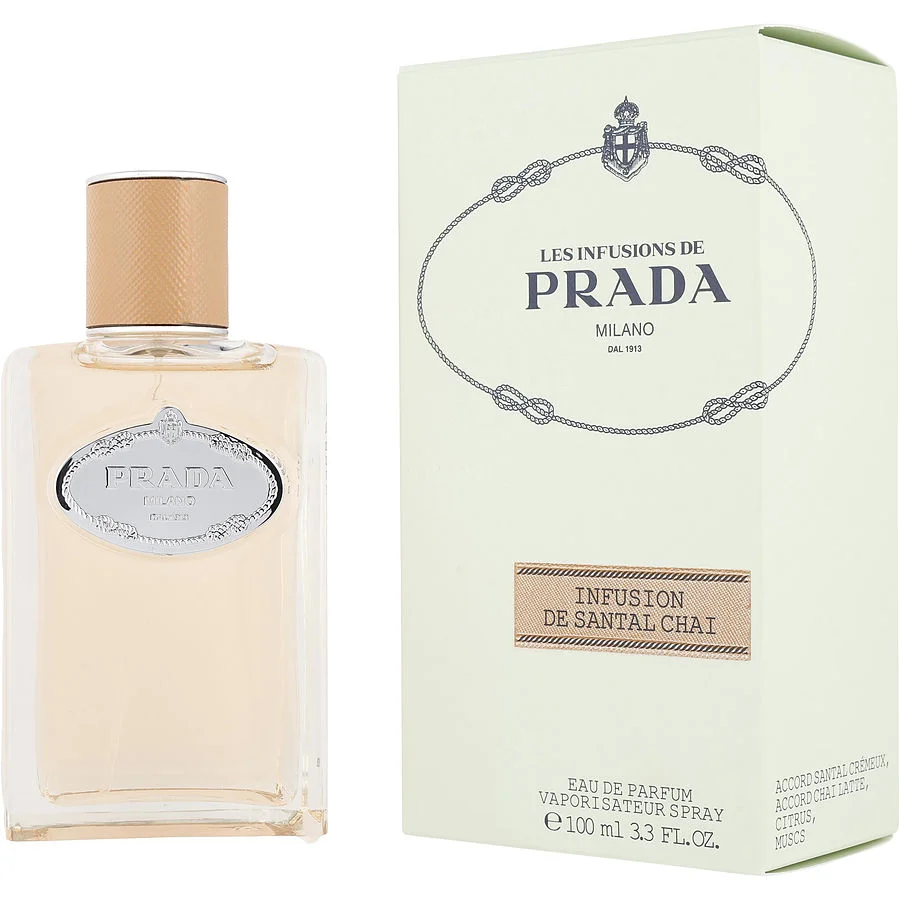 PRADA
MILANO
LES INFUSIONS DE
PRADA
MILANO
DAL 1913
INFUSION
DE SANTAL CHAI
EAU DE PARFUM
VAPORISATEUR SPRAY
℮ 100 ml 3.3 FL.OZ.
ACCORD SANTAL CRÉMEUX,
ACCORD CHAI LATTE,
CITRUS,
MUSCS